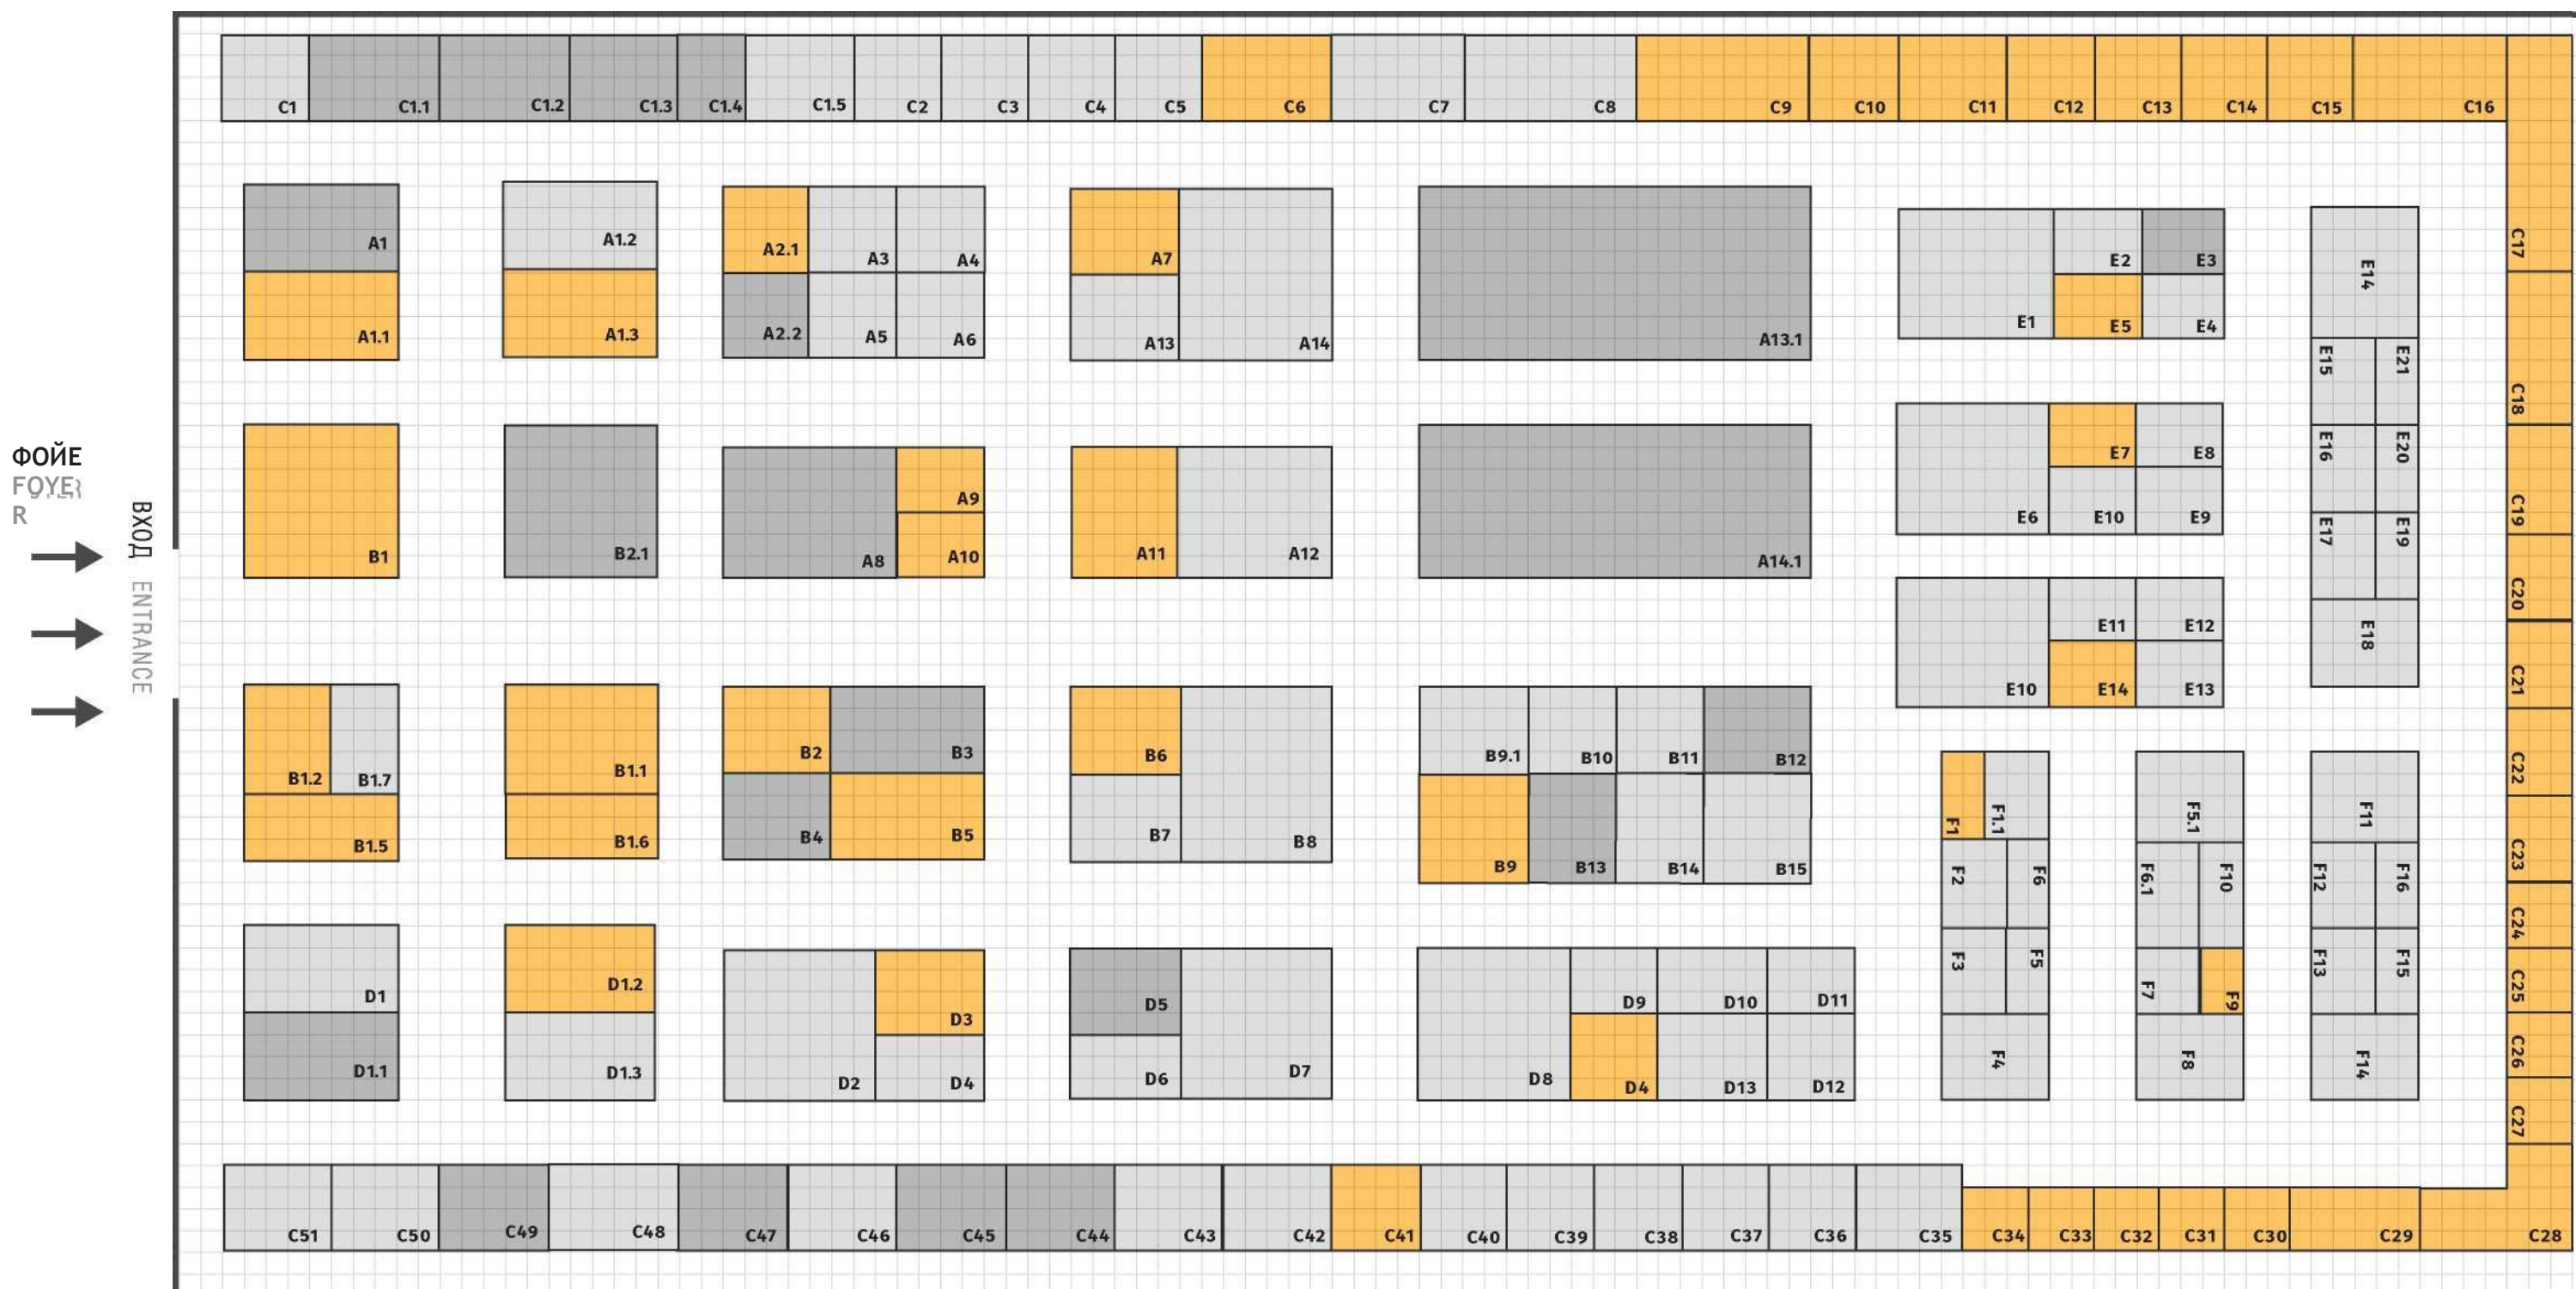 C1 C1.1 C1.2 C1.3 C1.4 C1.5 C2 C3 C4 C5 C6 C7 C8 C9 C10 C11 C12 C13 C14 C15 C16
A1 A1.2 A2.1 A3 A4 A7 E2 E3 E14 C17
A1.1 A1.3 A2.2 A5 A6 A13 A14 A13.1 E1 E5 E4
E15 E21 C18
ФОЙЕ
FOYE
R
ВХОД
ENTRANCE
E7 E8 E16 E20
B1 B2.1 A8 A9 A10 A11 A12 A14.1 E6 E10 E9 E17 E19 C19
E11 E12 E18 C20
E10 E14 E13 C21
B1.2 B1.7 B1.1 B2 B3 B6 B9.1 B10 B11 B12 F1 F1.1 F5.1 F11 C22
B1.5 B1.6 B4 B5 B7 B8 B9 B13 B14 B15 F2 F6 F6.1 F10 F12 F16 C23
C24
D1 D1.2 D3 D5 D9 D10 D11 F3 F5 F7 F9 F13 F15 C25
D1.1 D1.3 D2 D4 D6 D7 D8 D4 D13 D12 F4 F8 F14 C26
C27
C51 C50 C49 C48 C47 C46 C45 C44 C43 C42 C41 C40 C39 C38 C37 C36 C35 C34 C33 C32 C31 C30 C29 C28